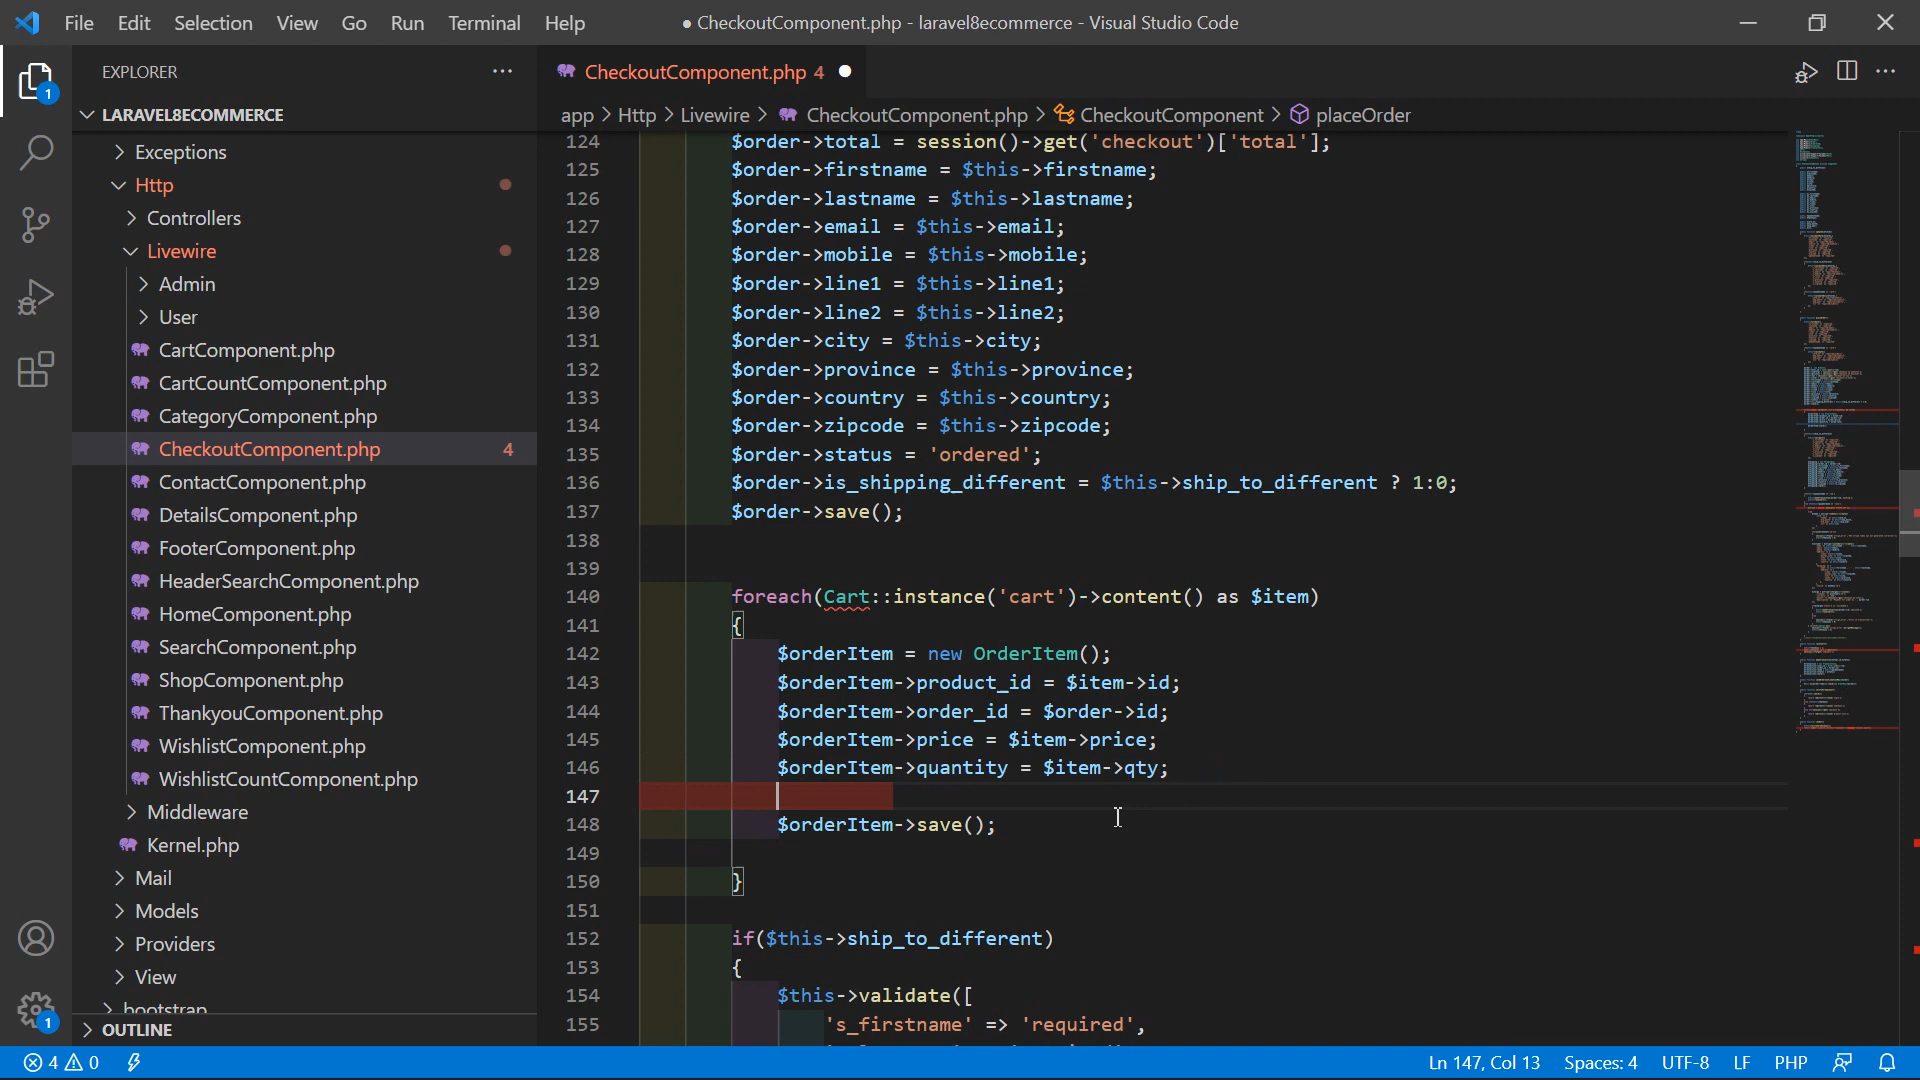 File Edit Selection View Go Run Terminal Help
● CheckoutComponent.php - laravel8ecommerce - Visual Studio Code
EXPLORER
LARAVEL8ECOMMERCE
Exceptions
Http
Controllers
Livewire
Admin
User
CartComponent.php
CartCountComponent.php
CategoryComponent.php
CheckoutComponent.php 4
ContactComponent.php
DetailsComponent.php
FooterComponent.php
HeaderSearchComponent.php
HomeComponent.php
SearchComponent.php
ShopComponent.php
ThankyouComponent.php
WishlistComponent.php
WishlistCountComponent.php
Middleware
Kernel.php
Mail
Models
Providers
View
bootstrap
OUTLINE
1
1
CheckoutComponent.php 4
app > Http > Livewire > CheckoutComponent.php > CheckoutComponent > placeOrder
124 $order->total = session()->get('checkout')['total'];
125 $order->firstname = $this->firstname;
126 $order->lastname = $this->lastname;
127 $order->email = $this->email;
128 $order->mobile = $this->mobile;
129 $order->line1 = $this->line1;
130 $order->line2 = $this->line2;
131 $order->city = $this->city;
132 $order->province = $this->province;
133 $order->country = $this->country;
134 $order->zipcode = $this->zipcode;
135 $order->status = 'ordered';
136 $order->is_shipping_different = $this->ship_to_different ? 1:0;
137 $order->save();
138
139
140 foreach(Cart::instance('cart')->content() as $item)
141 {
142 $orderItem = new OrderItem();
143 $orderItem->product_id = $item->id;
144 $orderItem->order_id = $order->id;
145 $orderItem->price = $item->price;
146 $orderItem->quantity = $item->qty;
147
148 $orderItem->save();
149
150 }
151
152 if($this->ship_to_different)
153 {
154 $this->validate([
155 's_firstname' => 'required',
4 0
Ln 147, Col 13 Spaces: 4 UTF-8 LF PHP